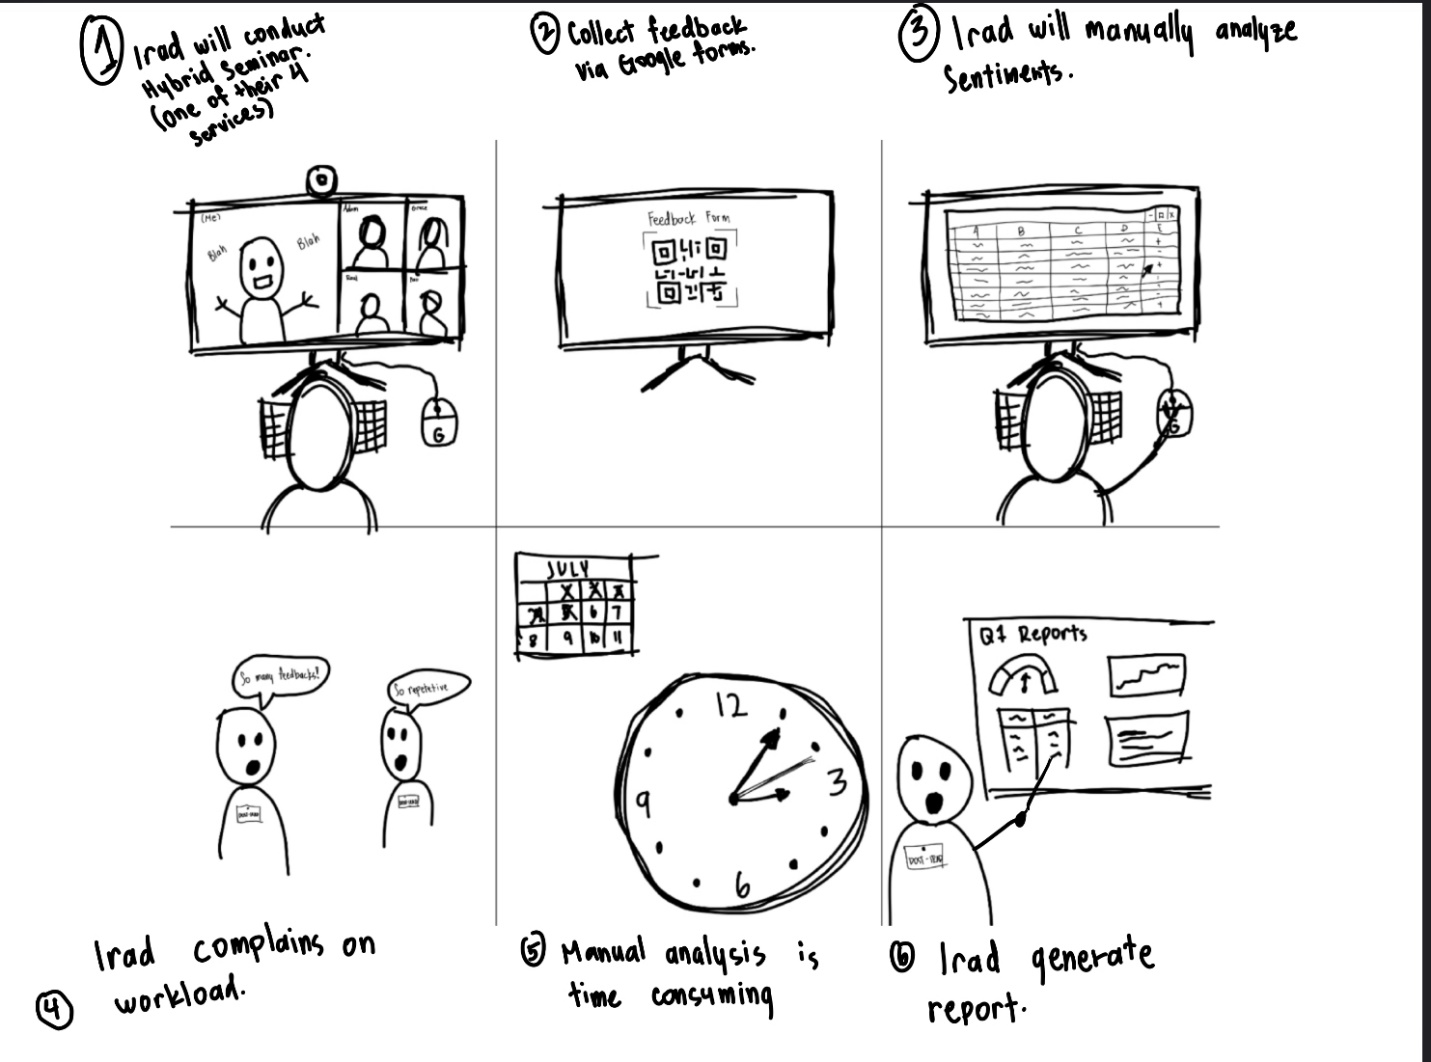 1 Irad will conduct
Hybrid Seminar.
(one of their 4
services)
2 Collect feedback
via Google forms.
3 Irad will manually analyze
Sentiments.
(Me)
Blah
Blah
G
Feedback Form
A B C D E
G
So many feedbacks!
So repetetive
JULY
6 7
8 9 10 11
12
3
6
9
Q1 Reports
DOST-IRAD
4 Irad complains on
workload.
5 Manual analysis is
time consuming
6 Irad generate
report.